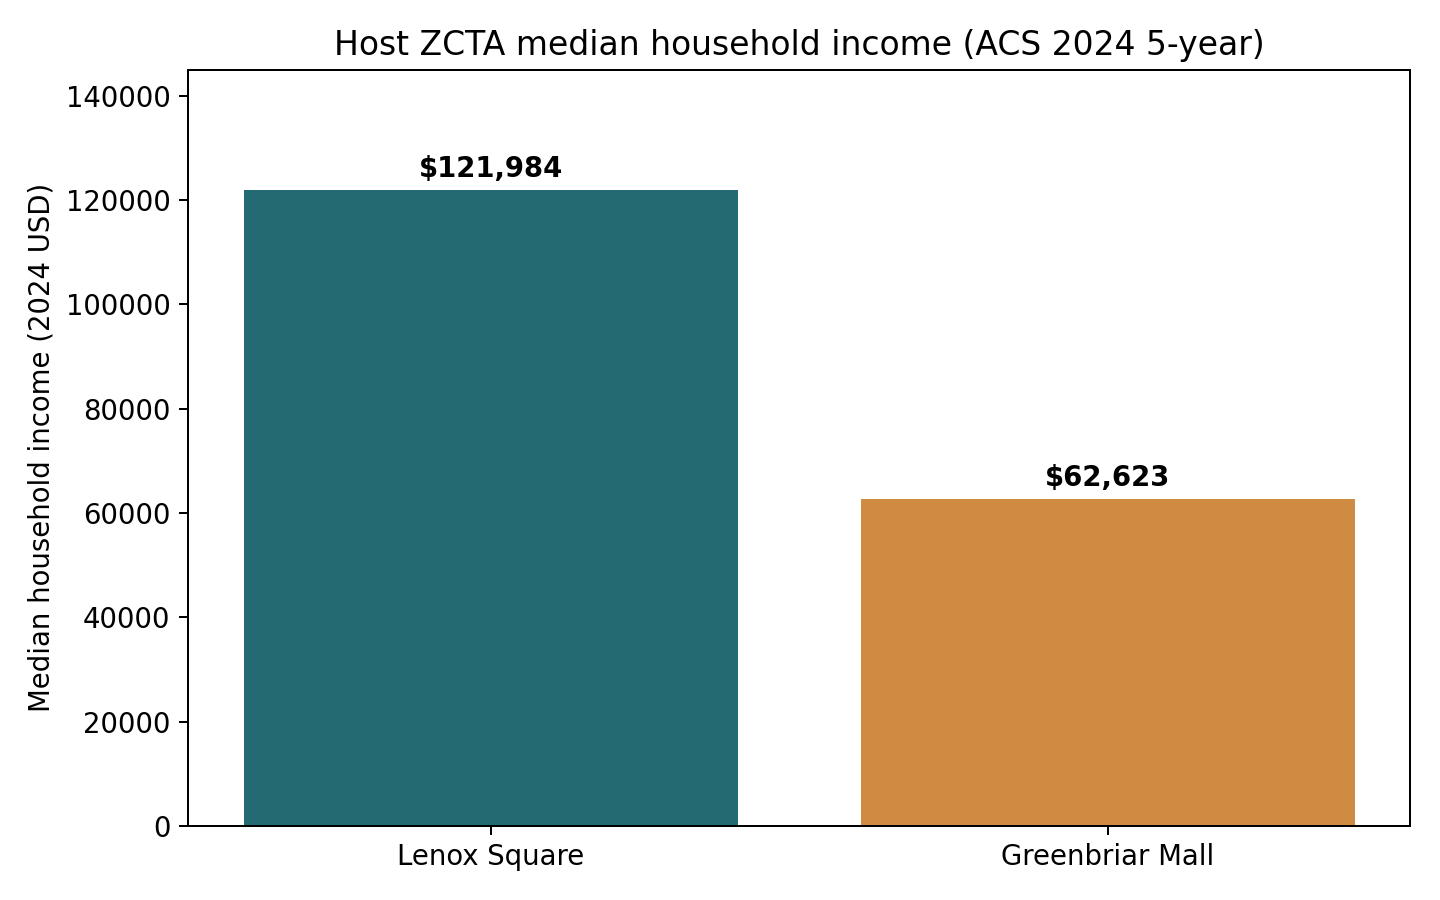 Host ZCTA median household income (ACS 2024 5-year)
Median household income (2024 USD)
140000
120000
100000
80000
60000
40000
20000
0
$121,984
$62,623
Lenox Square
Greenbriar Mall